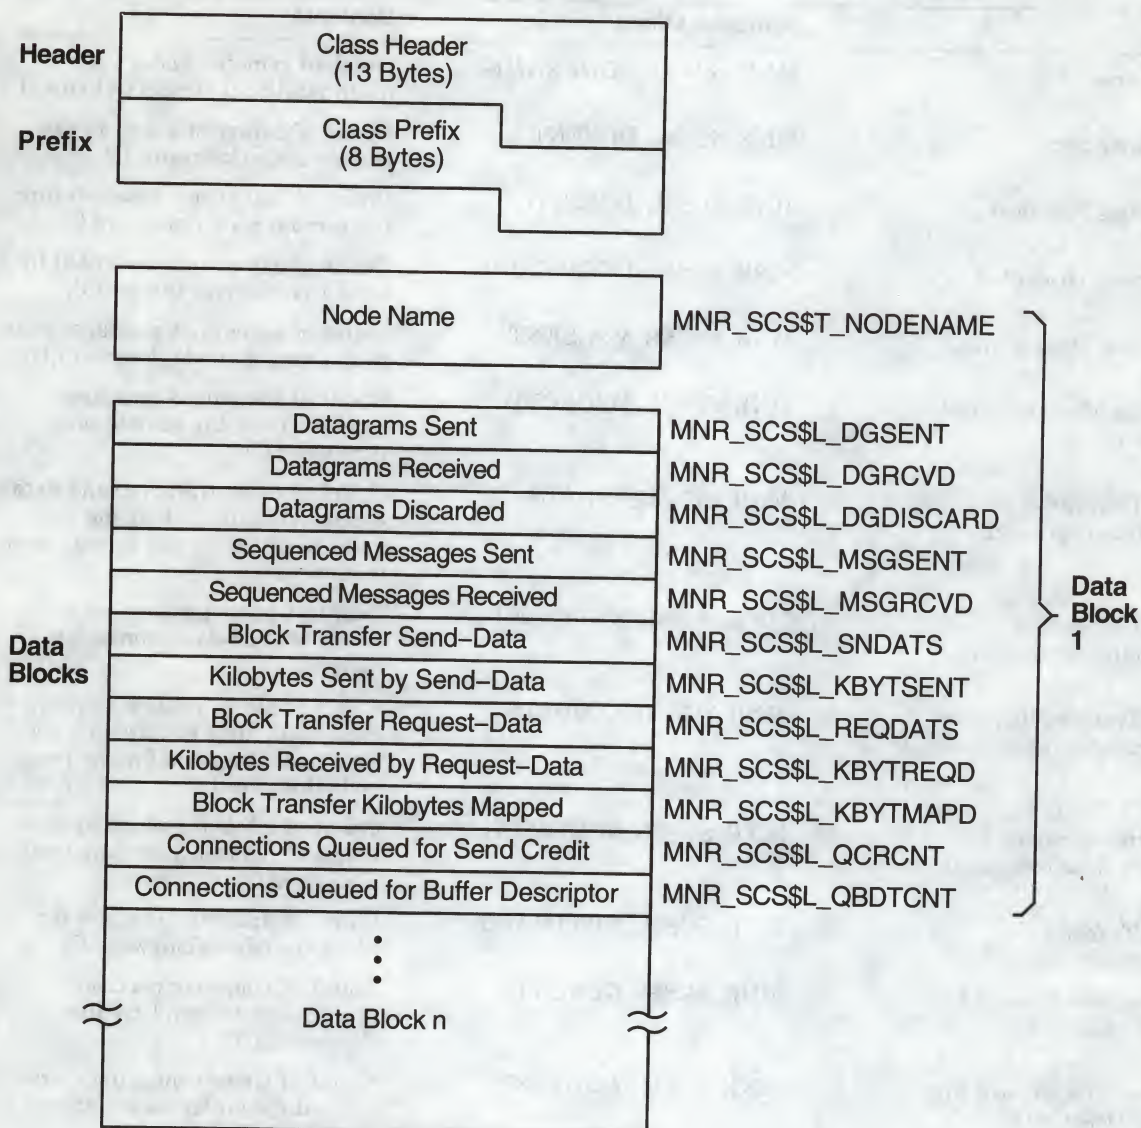 Header
Class Header
(13 Bytes)
Prefix
Class Prefix
(8 Bytes)
Node Name MNR_SCS$T_NODENAME
Datagrams Sent MNR_SCS$L_DGSENT
Datagrams Received MNR_SCS$L_DGRCVD
Datagrams Discarded MNR_SCS$L_DGDISCARD
Sequenced Messages Sent MNR_SCS$L_MSGSENT
Sequenced Messages Received MNR_SCS$L_MSGRCVD
Data
Block
1
Data
Blocks
Block Transfer Send–Data MNR_SCS$L_SNDATS
Kilobytes Sent by Send–Data MNR_SCS$L_KBYTSENT
Block Transfer Request–Data MNR_SCS$L_REQDATS
Kilobytes Received by Request–Data MNR_SCS$L_KBYTREQD
Block Transfer Kilobytes Mapped MNR_SCS$L_KBYTMAPD
Connections Queued for Send Credit MNR_SCS$L_QCRCNT
Connections Queued for Buffer Descriptor MNR_SCS$L_QBDTCNT
Data Block n